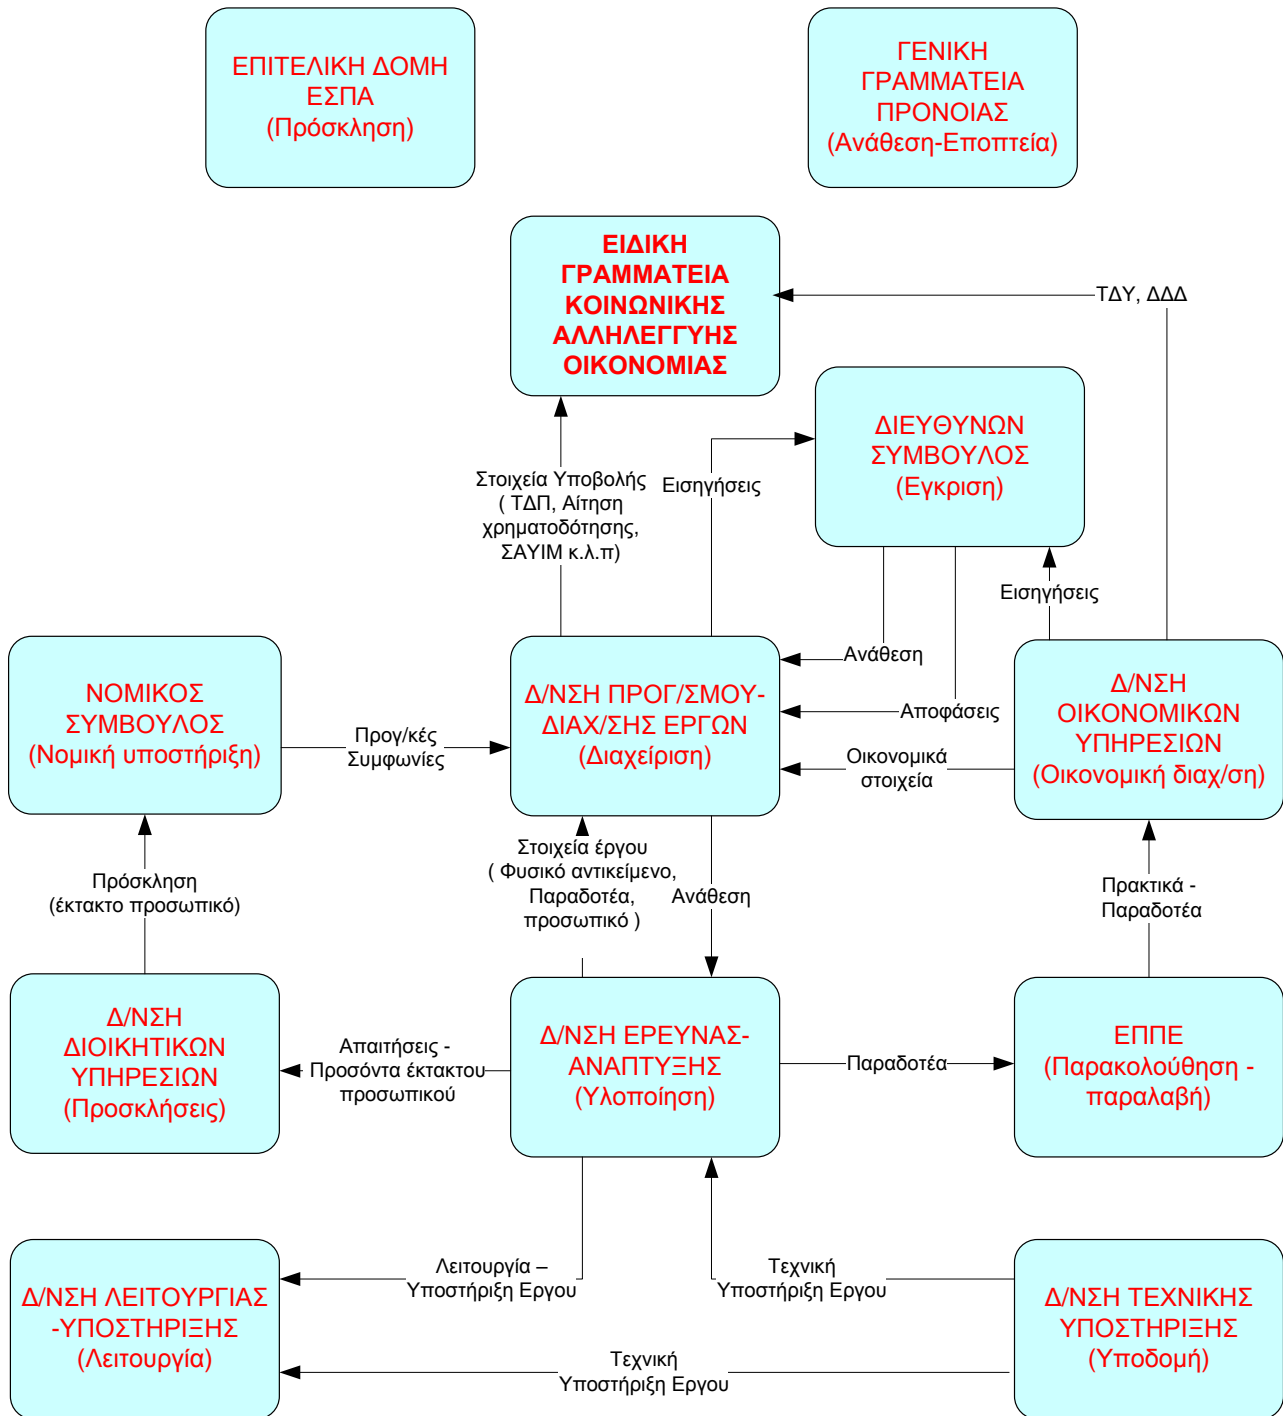 ΕΠΙΤΕΛΙΚΗ ΔΟΜΗ
ΕΣΠΑ
(Πρόσκληση)
ΓΕΝΙΚΗ
ΓΡΑΜΜΑΤΕΙΑ
ΠΡΟΝΟΙΑΣ
(Ανάθεση-Εποπτεία)
ΕΙΔΙΚΗ
ΓΡΑΜΜΑΤΕΙΑ
ΚΟΙΝΩΝΙΚΗΣ
ΑΛΛΗΛΕΓΓΥΗΣ
ΟΙΚΟΝΟΜΙΑΣ
ΤΔΥ, ΔΔΔ
ΔΙΕΥΘΥΝΩΝ
ΣΥΜΒΟΥΛΟΣ
(Εγκριση)
Στοιχεία Υποβολής
( ΤΔΠ, Αίτηση
χρηματοδότησης,
ΣΑΥΙΜ κ.λ.π)
Εισηγήσεις
Εισηγήσεις
Ανάθεση
Αποφάσεις
ΝΟΜΙΚΟΣ
ΣΥΜΒΟΥΛΟΣ
(Νομική υποστήριξη)
Προγ/κές
Συμφωνίες
Δ/ΝΣΗ ΠΡΟΓ/ΣΜΟΥ-
ΔΙΑΧ/ΣΗΣ ΕΡΓΩΝ
(Διαχείριση)
Οικονομικά
στοιχεία
Δ/ΝΣΗ
ΟΙΚΟΝΟΜΙΚΩΝ
ΥΠΗΡΕΣΙΩΝ
(Οικονομική διαχ/ση)
Πρόσκληση
(έκτακτο προσωπικό)
Στοιχεία έργου
( Φυσικό αντικείμενο,
Παραδοτέα,
προσωπικό )
Ανάθεση
Πρακτικά -
Παραδοτέα
Δ/ΝΣΗ
ΔΙΟΙΚΗΤΙΚΩΝ
ΥΠΗΡΕΣΙΩΝ
(Προσκλήσεις)
Απαιτήσεις -
Προσόντα έκτακτου
προσωπικού
Δ/ΝΣΗ ΕΡΕΥΝΑΣ-
ΑΝΑΠΤΥΞΗΣ
(Υλοποίηση)
Παραδοτέα
ΕΠΠΕ
(Παρακολούθηση -
παραλαβή)
Δ/ΝΣΗ ΛΕΙΤΟΥΡΓΙΑΣ
-ΥΠΟΣΤΗΡΙΞΗΣ
(Λειτουργία)
Λειτουργία –
Υποστήριξη Εργου
Τεχνική
Υποστήριξη Εργου
Τεχνική
Υποστήριξη Εργου
Δ/ΝΣΗ ΤΕΧΝΙΚΗΣ
ΥΠΟΣΤΗΡΙΞΗΣ
(Υποδομή)